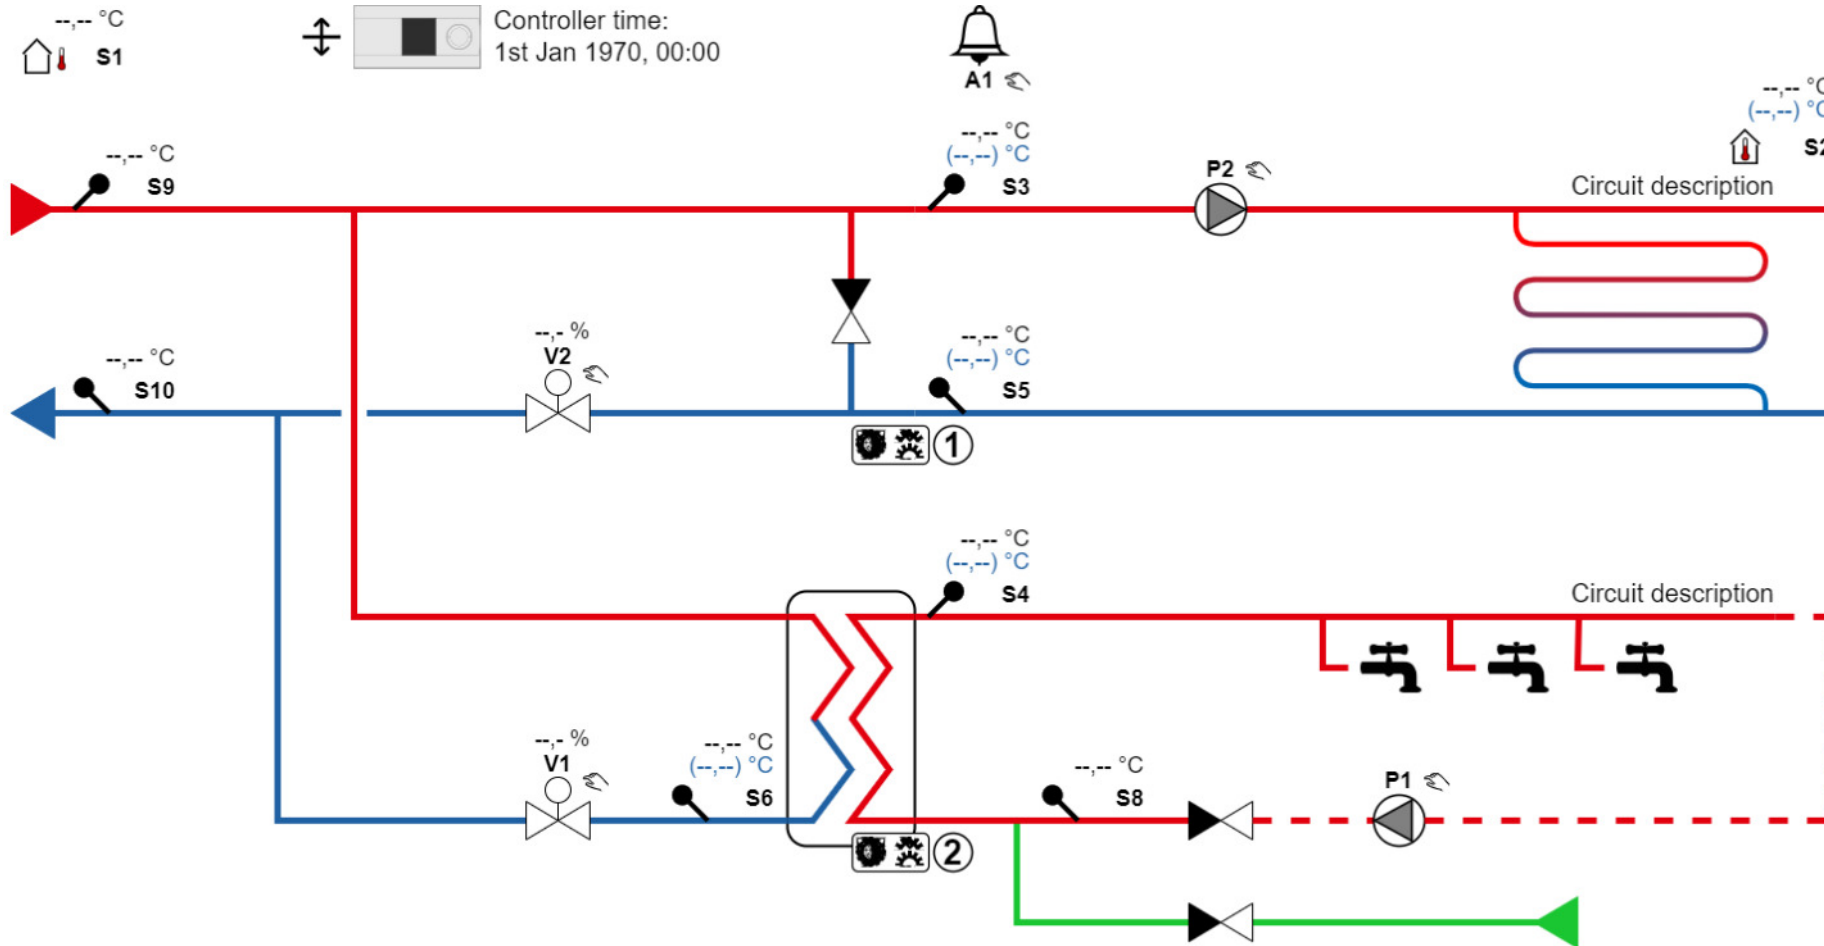 --,-- °C
S1
Controller time:
1st Jan 1970, 00:00
A1
--,-- °C
(--,--) °C
S2
--,-- °C
S9
--,-- °C
(--,--) °C
S3
P2
Circuit description
--,-- °C
S10
--,- %
V2
--,-- °C
(--,--) °C
S5
1
--,-- °C
(--,--) °C
S4
Circuit description
--,- %
V1
--,-- °C
(--,--) °C
S6
--,-- °C
S8
P1
2